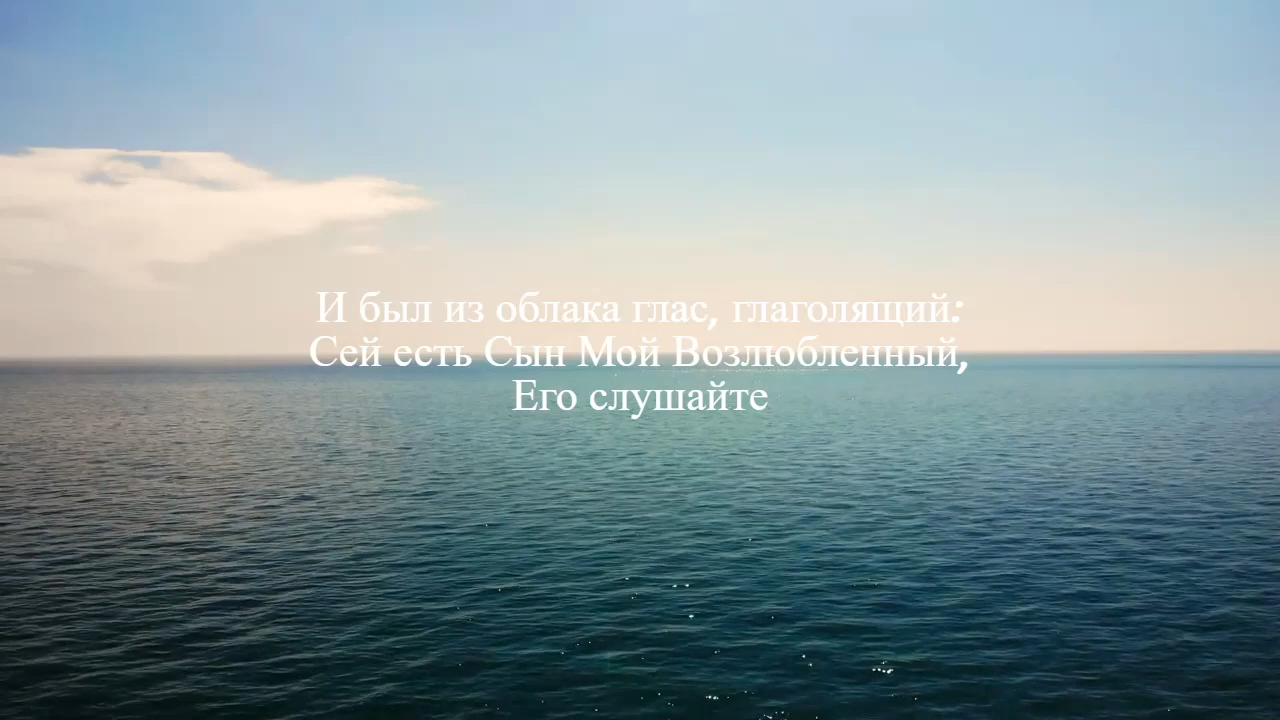 И был из облака глас, глаголящий:
Сей есть Сын Мой Возлюбленный,
Его слушайте